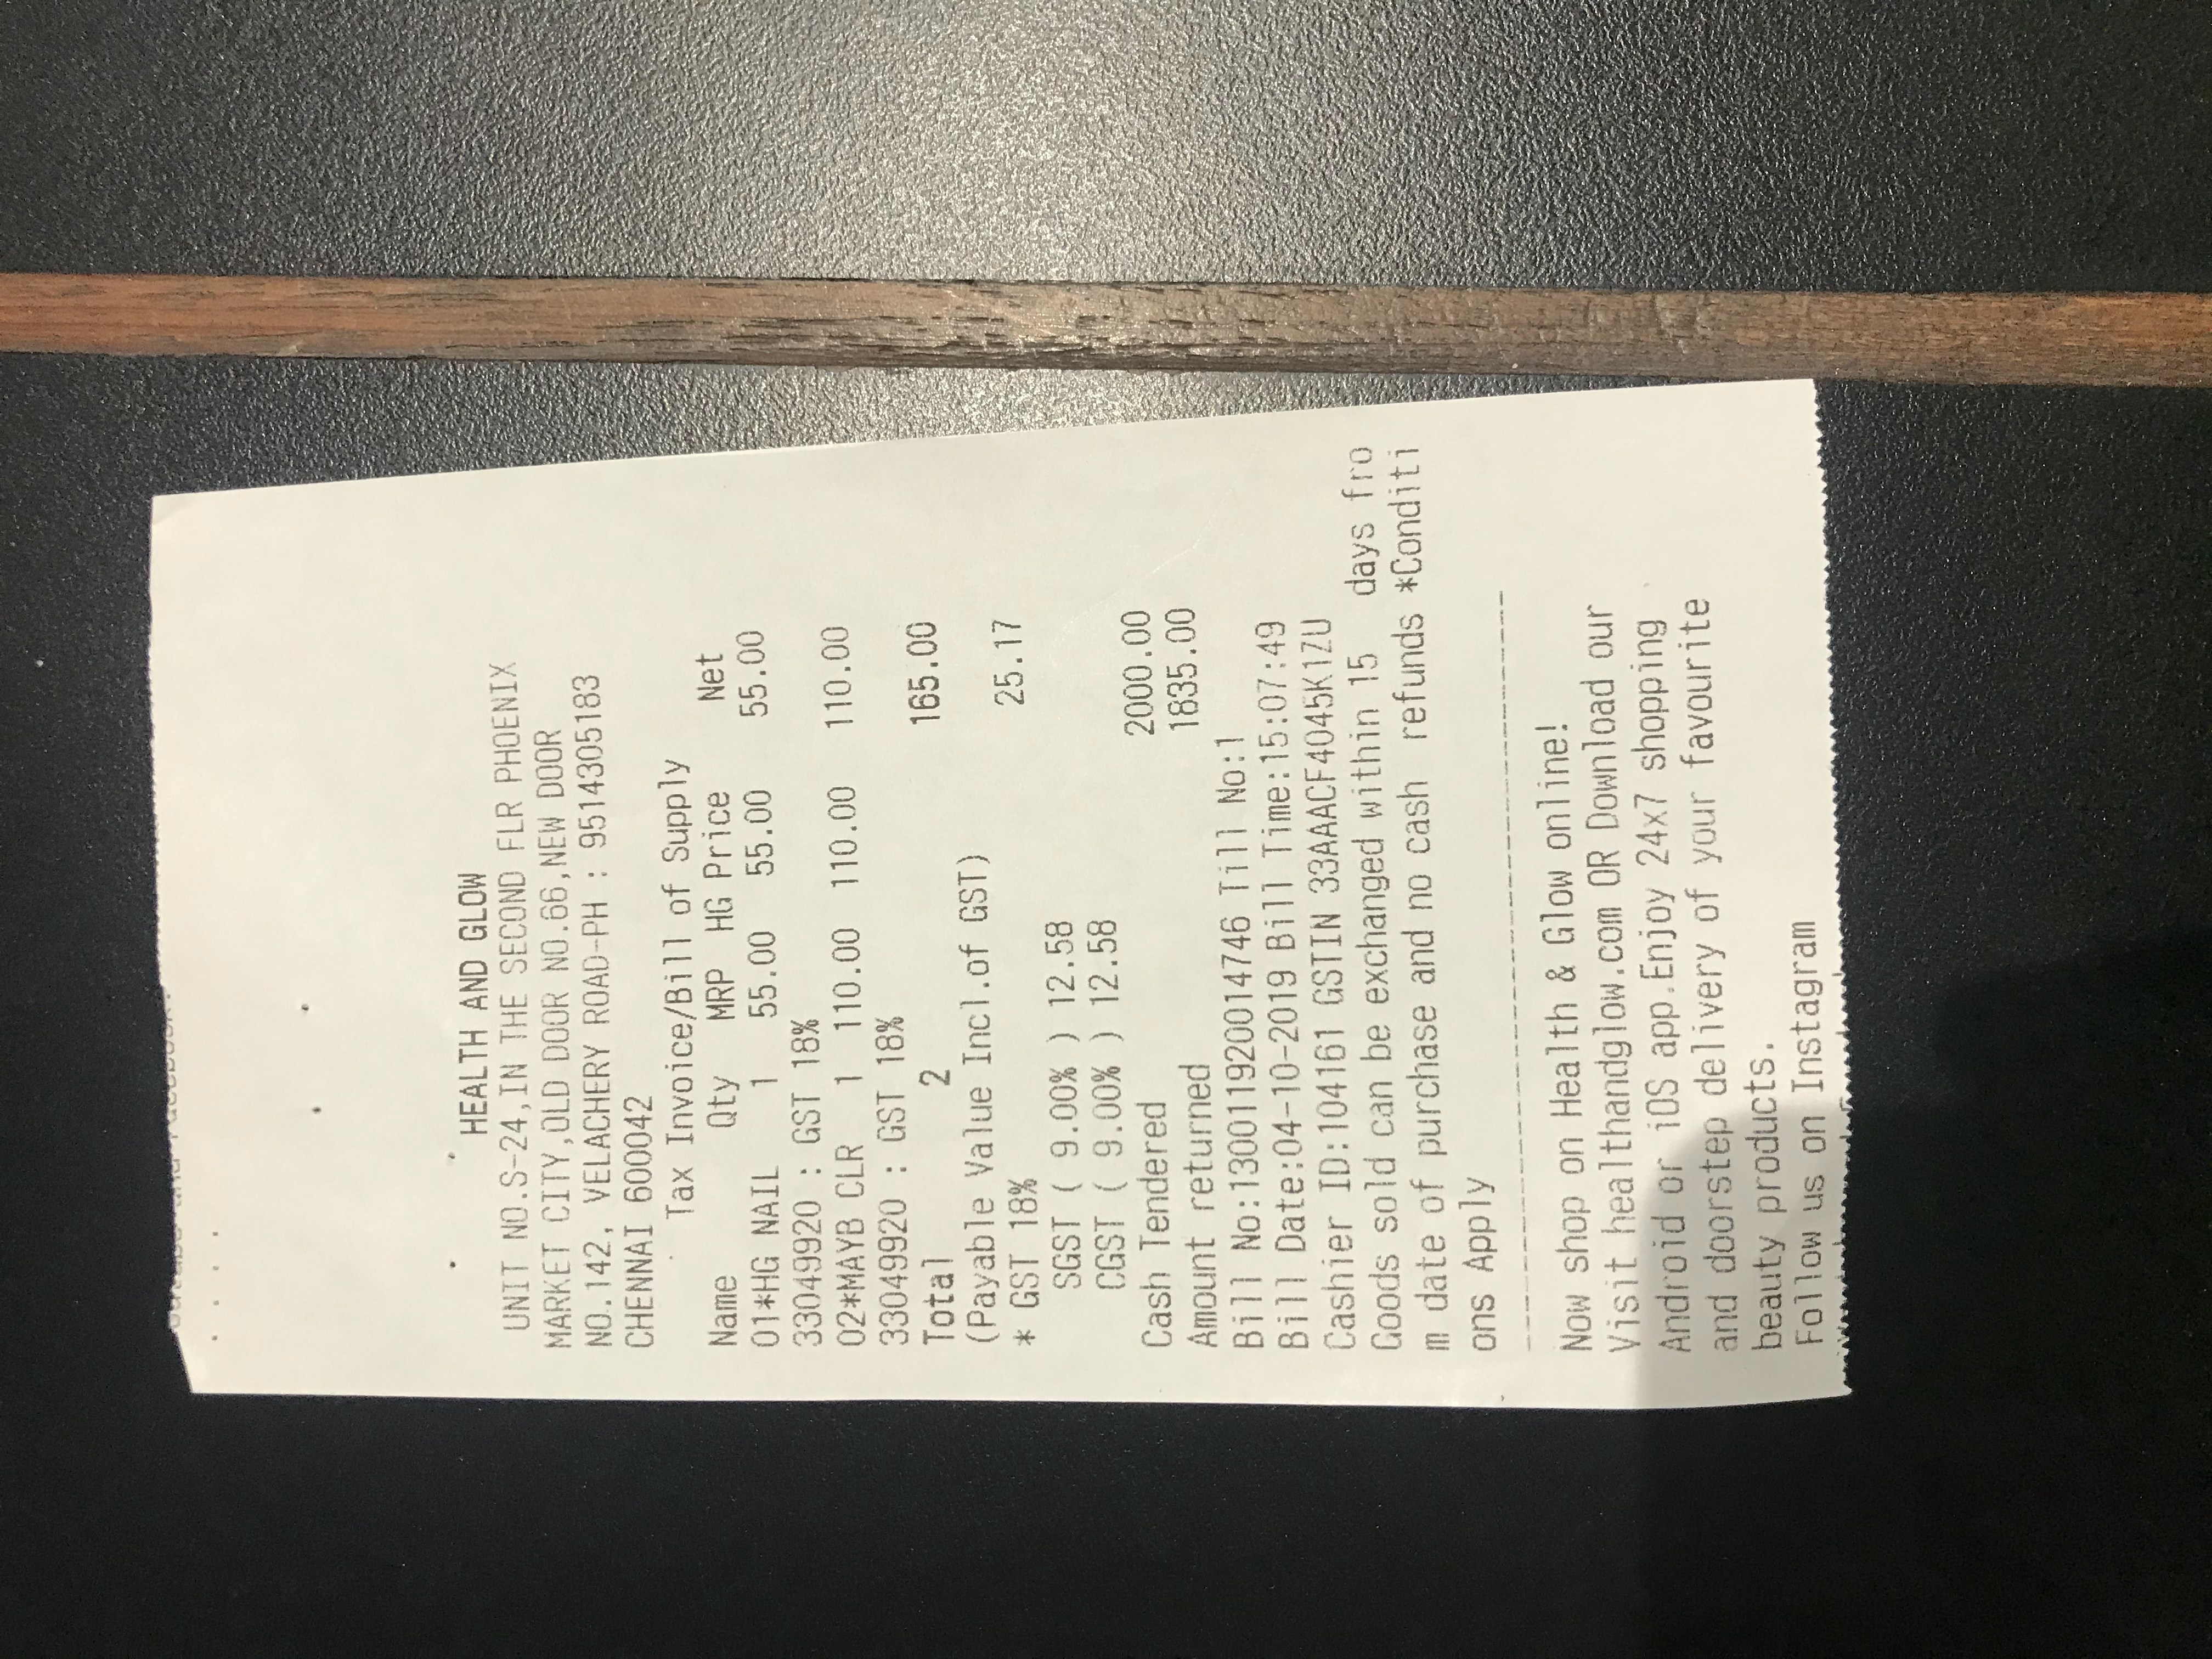 HEALTH AND GLOW
UNIT NO.S-24,IN THE SECOND FLR PHOENIX
MARKET CITY,OLD DOOR NO.66,NEW DOOR
NO.142, VELACHERY ROAD-PH : 9514305183
CHENNAI 600042
Tax Invoice/Bill of Supply
Name Qty MRP HG Price Net
01*HG NAIL 1 55.00 55.00 55.00
33049920 : GST 18%
02*MAYB CLR 1 110.00 110.00 110.00
33049920 : GST 18%
Total 2 165.00
(Payable Value Incl.of GST)
* GST 18% 25.17
SGST ( 9.00% ) 12.58
CGST ( 9.00% ) 12.58
Cash Tendered 2000.00
Amount returned 1835.00
Bill No:130011920014746 Till No:1
Bill Date:04-10-2019 Bill Time:15:07:49
Cashier ID:104161 GSTIN 33AAACF4045K1ZU
Goods sold can be exchanged within 15 days fro
m date of purchase and no cash refunds *Conditi
ons Apply
--------------------------------
Now shop on Health & Glow online!
Visit healthandglow.com OR Download our
Android or iOS app.Enjoy 24x7 shopping
and doorstep delivery of your favourite
beauty products.
Follow us on Instagram